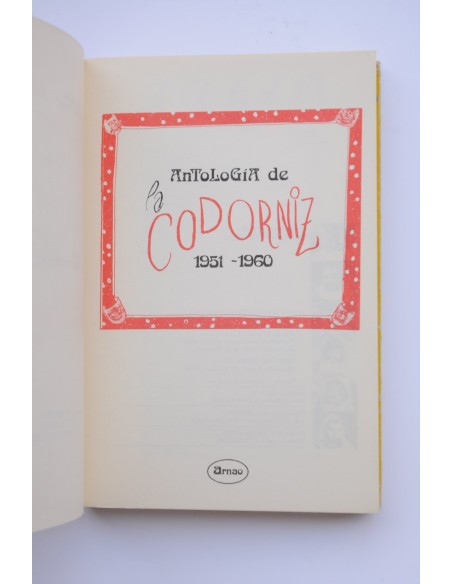 AnToLoGíA de
la
CODORNiZ
1951 -1960
Arnao